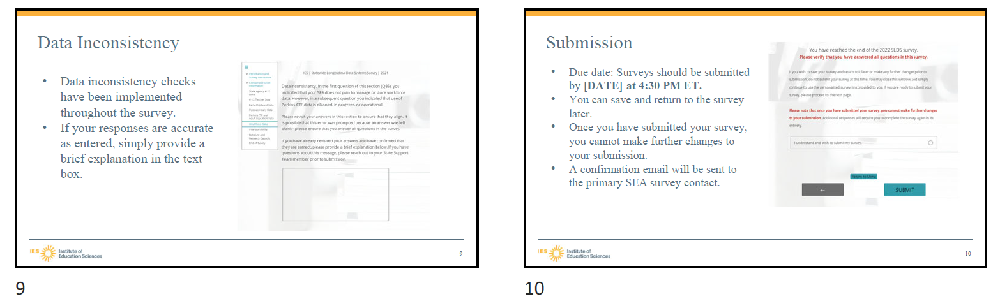 Data Inconsistency
• Data inconsistency checks
have been implemented
throughout the survey.
• If your responses are accurate
as entered, simply provide a
brief explanation in the text
box.
✓ Introduction and
Survey Instructions
✓ Contact and Grant
Information
State Agency K-12
Data
K-12 Teacher Data
Early Childhood Data
Postsecondary Data
Perkins CTE and
Adult Education Data
Workforce Data
Interoperability
Data Use and
Research Capacity
End of Survey
IES | Statewide Longitudinal Data Systems Survey | 2021
Data inconsistency. In the first question of this section (Q35), you
indicated that your SEA does not plan to manage or store workforce
data. However, in a subsequent question you indicated that use of
Perkins CTE data is planned, in progress, or operational.
Please revisit your answers in this section to ensure that they align. It
is possible that this error was prompted because an answer was left
blank - please ensure that you answer all questions in the survey.
If you have already revisited your answers and have confirmed that
they are correct, please provide a brief explanation below. If you have
questions about this message, please reach out to your State Support
Team member prior to submission.
IES Institute of
Education Sciences
9
9
Submission
• Due date: Surveys should be submitted
by [DATE] at 4:30 PM ET.
• You can save and return to the survey
later.
• Once you have submitted your survey,
you cannot make further changes to
your submission.
• A confirmation email will be sent to
the primary SEA survey contact.
You have reached the end of the 2022 SLDS survey.
Please verify that you have answered all questions in this survey.
If you wish to save your survey and return to it later or make any further changes prior to
submission, do not submit your survey at this time. You may close this window and simply
continue to use the personalized survey link provided to you. If you are ready to submit your
survey, please proceed to the next page.
Please note that once you have submitted your survey, you cannot make further changes
to your submission. Additional responses will require you to complete the survey again in its
entirety.
I understand and wish to submit my survey.
Return to Menu
←
SUBMIT
IES Institute of
Education Sciences
10
10